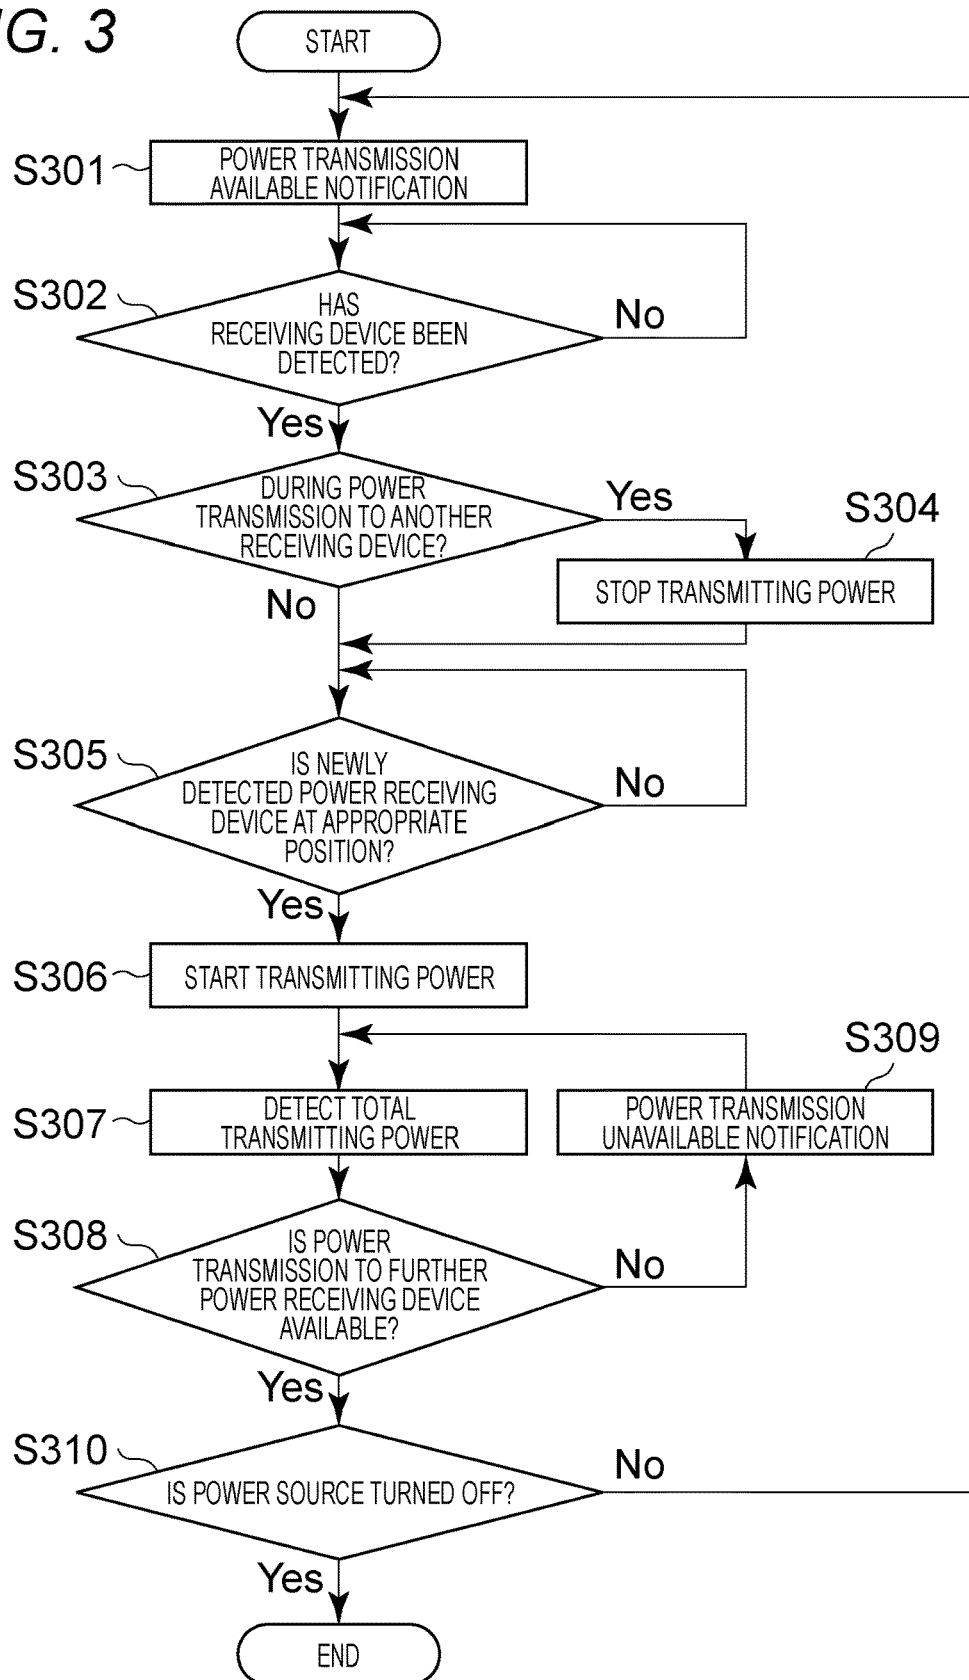 IG. 3
START
S301
POWER TRANSMISSION
AVAILABLE NOTIFICATION
S302
HAS
RECEIVING DEVICE BEEN
DETECTED?
No
Yes
S303
DURING POWER
TRANSMISSION TO ANOTHER
RECEIVING DEVICE?
Yes
S304
STOP TRANSMITTING POWER
No
S305
IS NEWLY
DETECTED POWER RECEIVING
DEVICE AT APPROPRIATE
POSITION?
No
Yes
S306
START TRANSMITTING POWER
S309
S307
DETECT TOTAL
TRANSMITTING POWER
POWER TRANSMISSION
UNAVAILABLE NOTIFICATION
S308
IS POWER
TRANSMISSION TO FURTHER
POWER RECEIVING DEVICE
AVAILABLE?
No
Yes
S310
IS POWER SOURCE TURNED OFF?
No
Yes
END